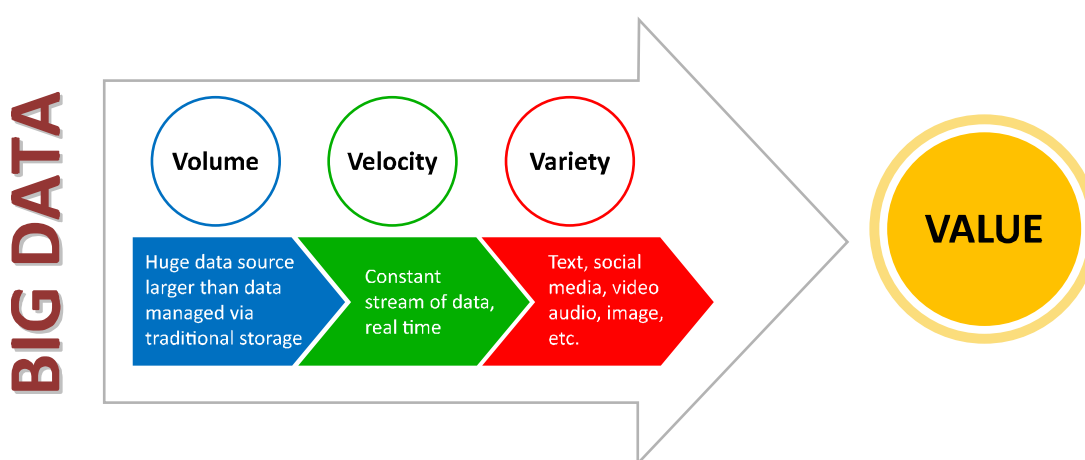 BIG DATA
Volume
Velocity
Variety
Huge data source
larger than data
managed via
traditional storage
Constant
stream of data,
real time
Text, social
media, video
audio, image,
etc.
VALUE